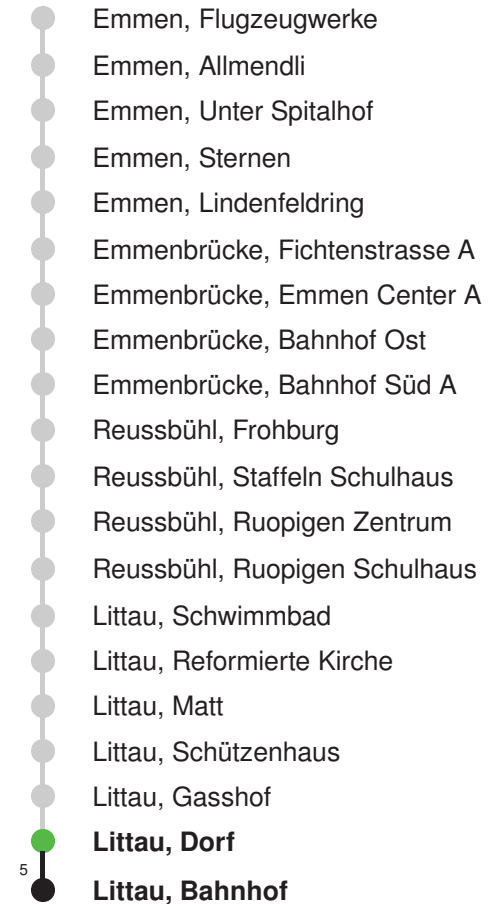 Emmen, Flugzeugwerke
Emmen, Allmendli
Emmen, Unter Spitalhof
Emmen, Sternen
Emmen, Lindenfeldring
Emmenbrücke, Fichtenstrasse A
Emmenbrücke, Emmen Center A
Emmenbrücke, Bahnhof Ost
Emmenbrücke, Bahnhof Süd A
Reussbühl, Frohburg
Reussbühl, Staffeln Schulhaus
Reussbühl, Ruopigen Zentrum
Reussbühl, Ruopigen Schulhaus
Littau, Schwimmbad
Littau, Reformierte Kirche
Littau, Matt
Littau, Schützenhaus
Littau, Gasshof
Littau, Dorf
5
Littau, Bahnhof